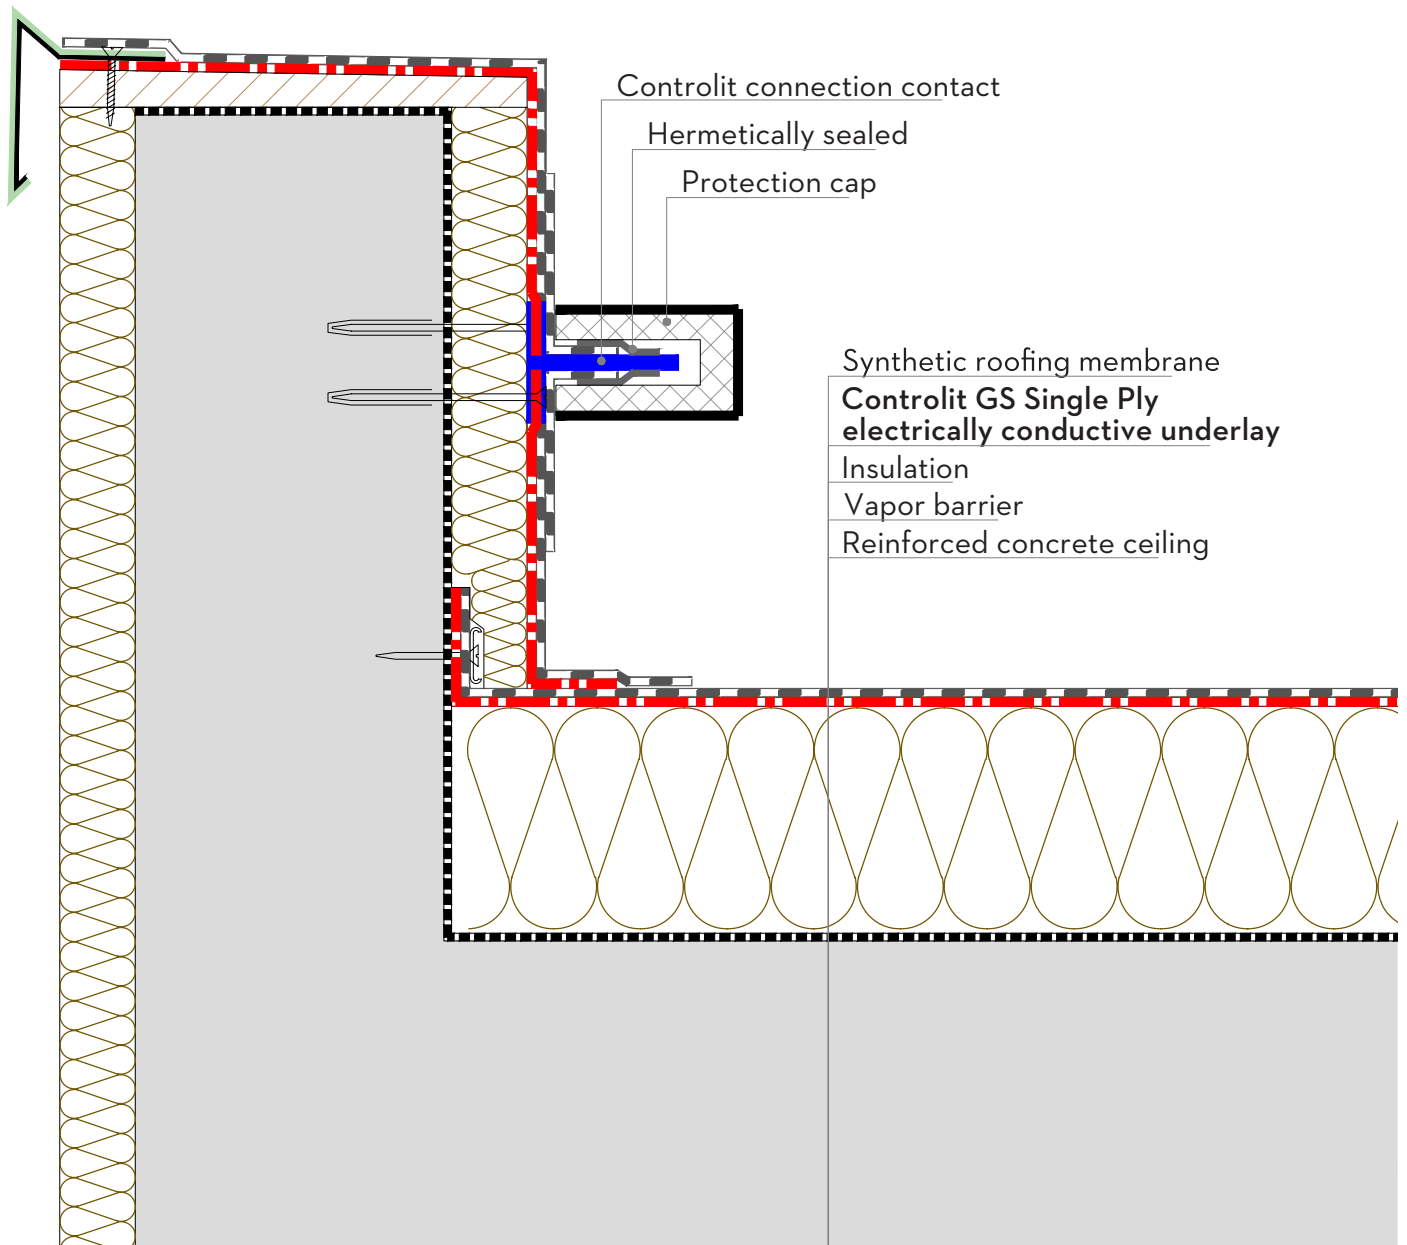 Controlit connection contact
Hermetically sealed
Protection cap
Synthetic roofing membrane
Controlit GS Single Ply
electrically conductive underlay
Insulation
Vapor barrier
Reinforced concrete ceiling